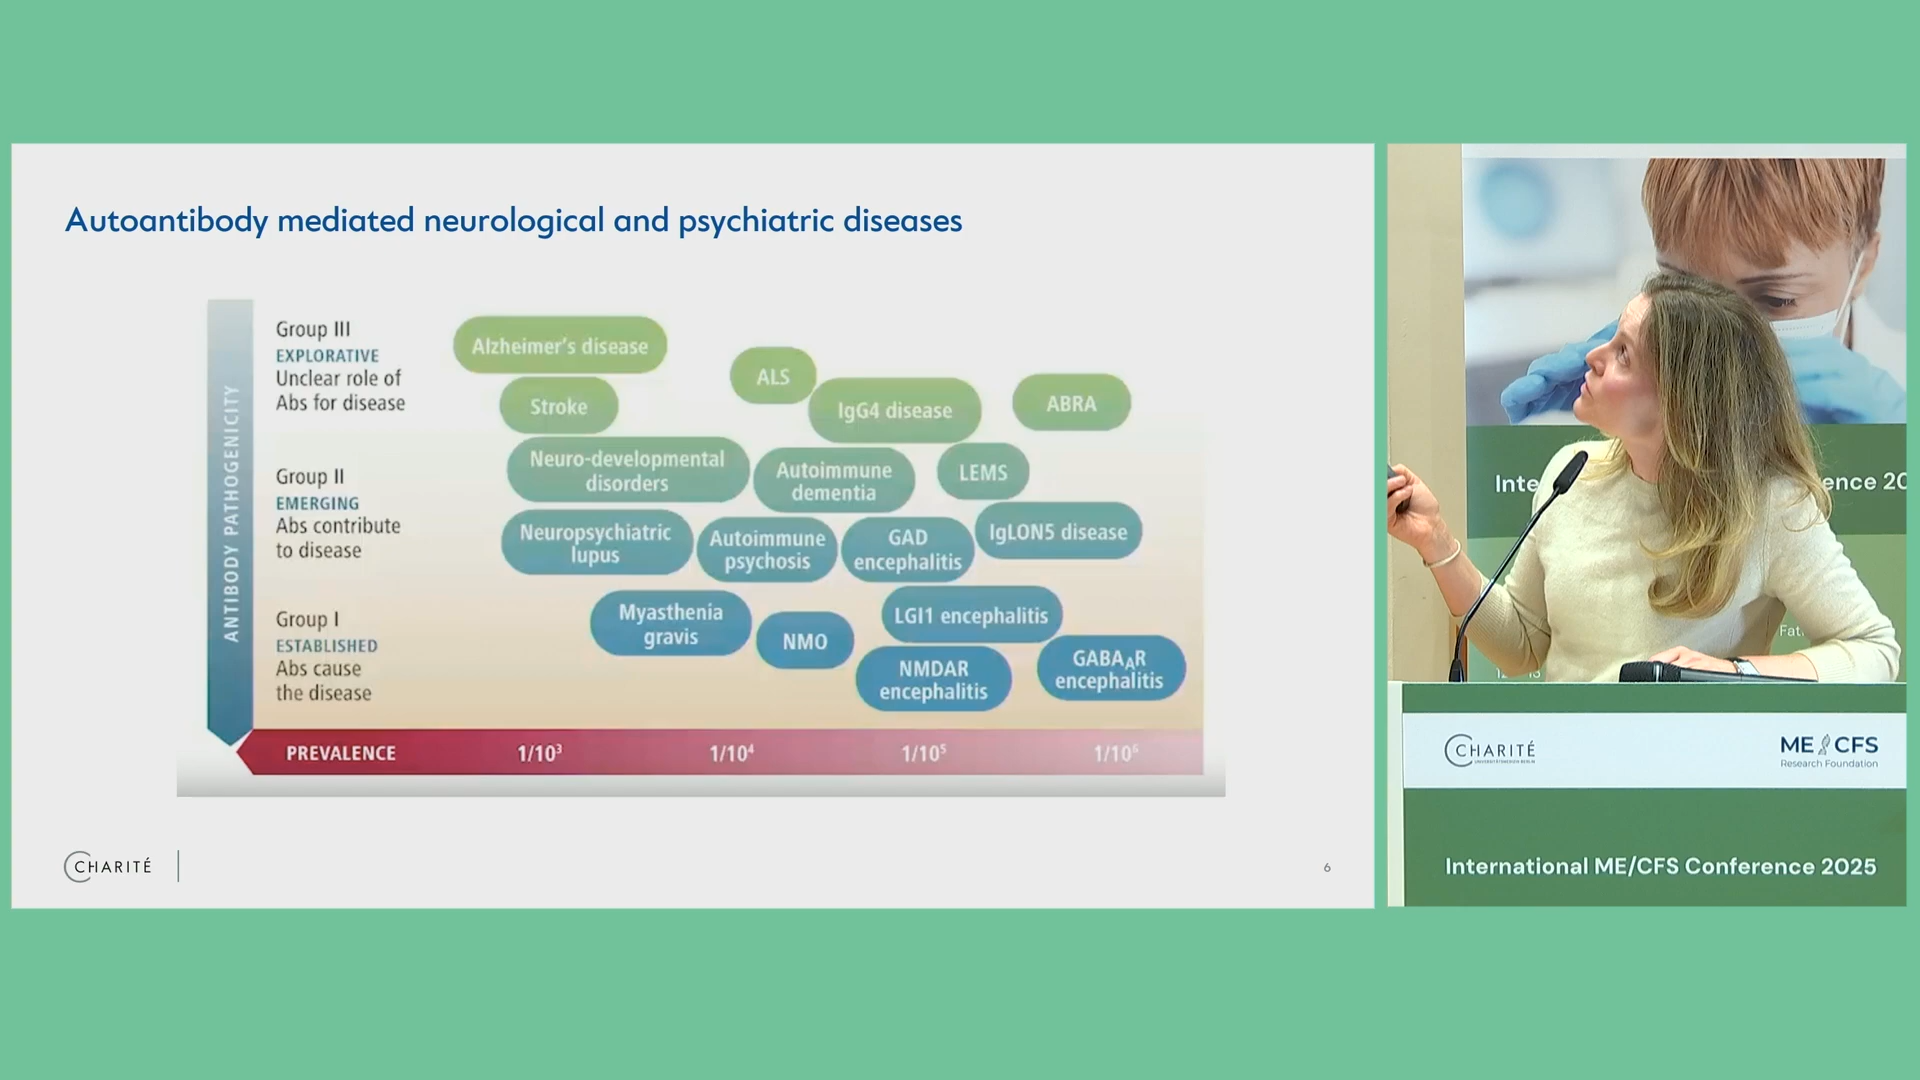 Autoantibody mediated neurological and psychiatric diseases
ANTIBODY PATHOGENICITY
Group III
EXPLORATIVE
Unclear role of
Abs for disease
Alzheimer's disease
Stroke
ALS
IgG4 disease
ABRA
Group II
EMERGING
Abs contribute
to disease
Neuro-developmental
disorders
Autoimmune
dementia
LEMS
Neuropsychiatric
lupus
Autoimmune
psychosis
GAD
encephalitis
IgLON5 disease
Group I
ESTABLISHED
Abs cause
the disease
Myasthenia
gravis
NMO
LGI1 encephalitis
NMDAR
encephalitis
GABAAR
encephalitis
PREVALENCE 1/10³ 1/10⁴ 1/10⁵ 1/10⁶
CHARITÉ
6
Inte
ence 20
Fat
CHARITÉ
ME CFS
Research Foundation
International ME/CFS Conference 2025